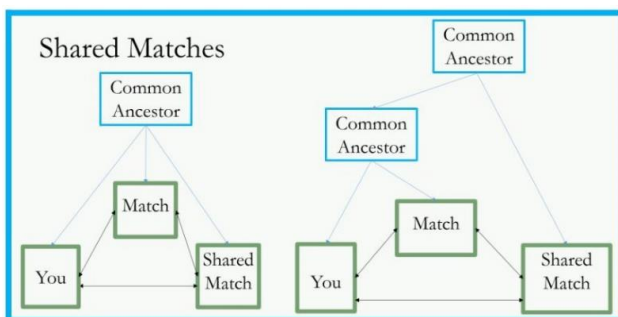 Shared Matches
Common
Ancestor
Match
You
Shared
Match
Common
Ancestor
Common
Ancestor
Match
You
Shared
Match